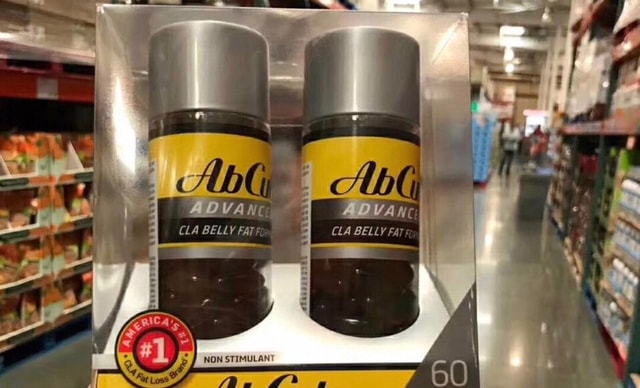 AbCu
ADVANCE
CLA BELLY FAT FOR
AbCu
ADVANCE
CLA BELLY FAT FOR
AMERICA'S #1
#1
CLA Fat Loss Brand
NON STIMULANT
60